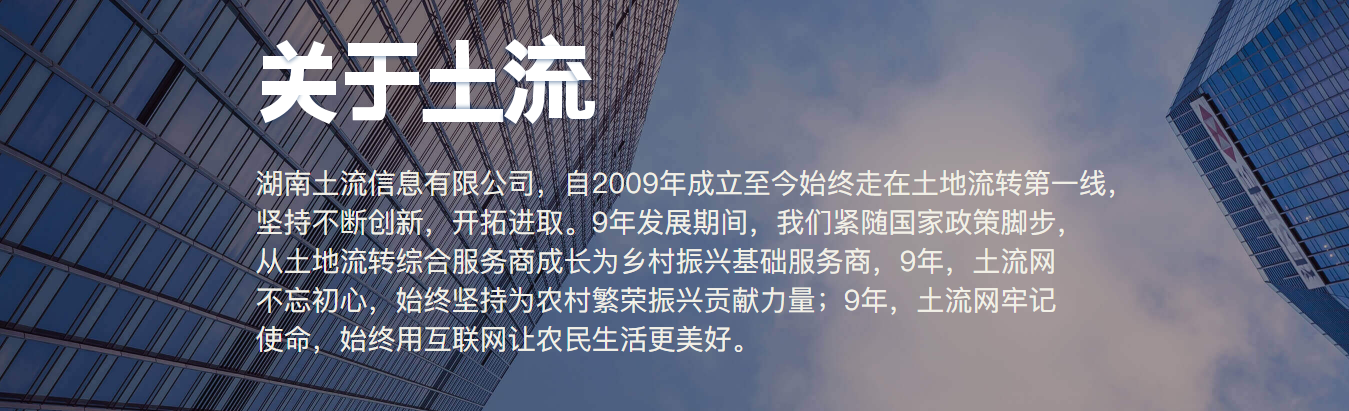 关于土流
湖南土流信息有限公司，自2009年成立至今始终走在土地流转第一线，
坚持不断创新，开拓进取。9年发展期间，我们紧随国家政策脚步，
从土地流转综合服务商成长为乡村振兴基础服务商，9年，土流网
不忘初心，始终坚持为农村繁荣振兴贡献力量；9年，土流网牢记
使命，始终用互联网让农民生活更美好。